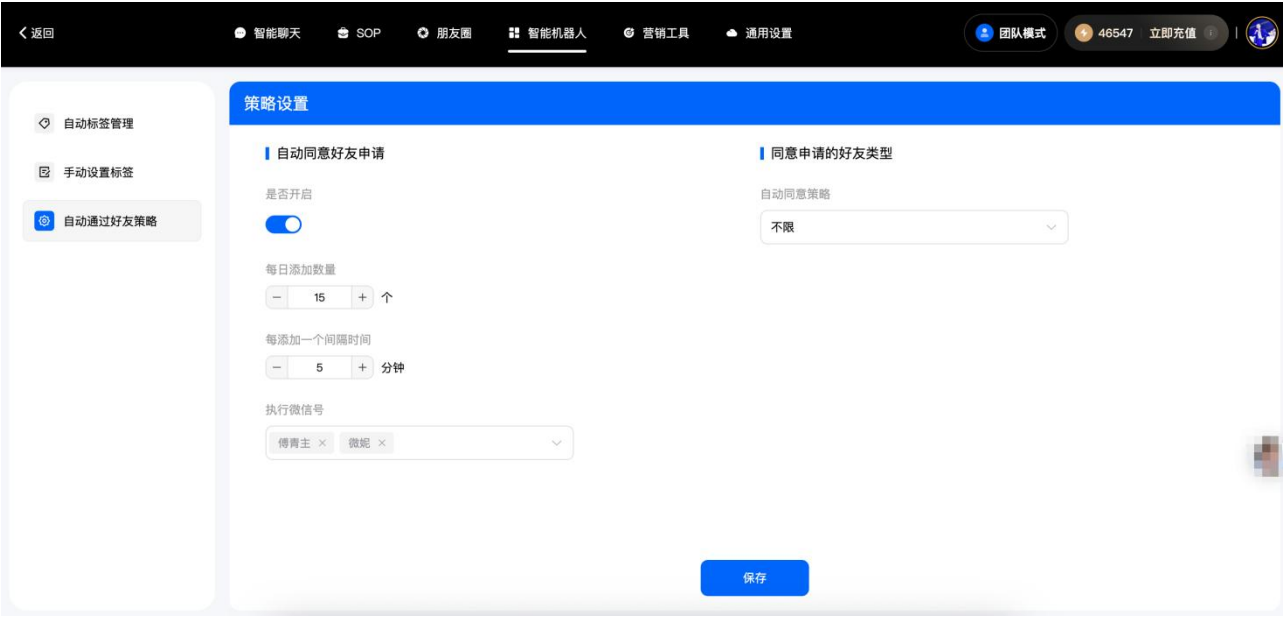 返回
智能聊天 SOP 朋友圈 智能机器人 营销工具 通用设置
团队模式 46547 立即充值
自动标签管理
手动设置标签
自动通过好友策略
策略设置
自动同意好友申请
是否开启
每日添加数量
15 个
每添加一个间隔时间
5 分钟
执行微信号
傅青主 × 微妮 ×
同意申请的好友类型
自动同意策略
不限
保存